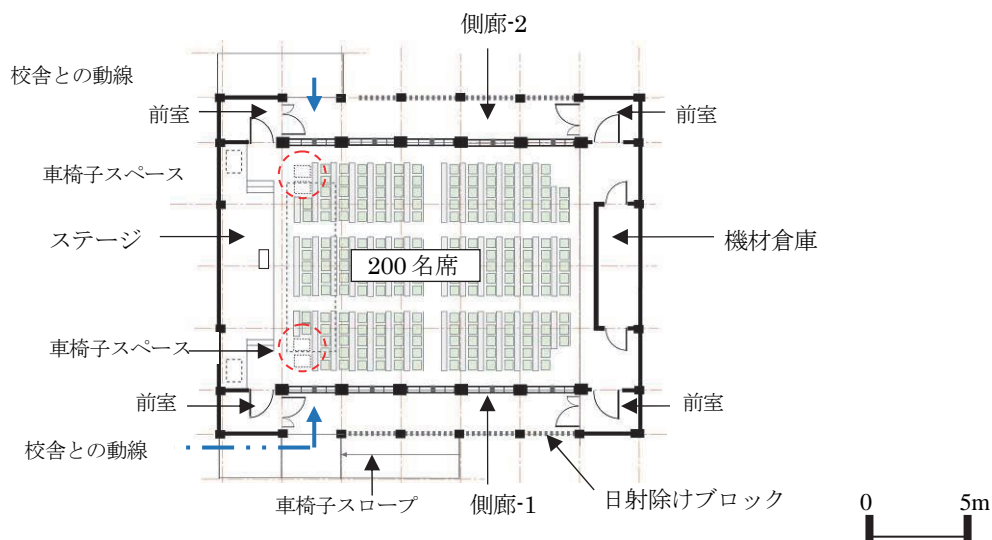 側廊-2
校舎との動線
前室
前室
車椅子スペース
ステージ
200 名席
機材倉庫
車椅子スペース
前室
前室
校舎との動線
車椅子スロープ
側廊-1
日射除けブロック
0 5m